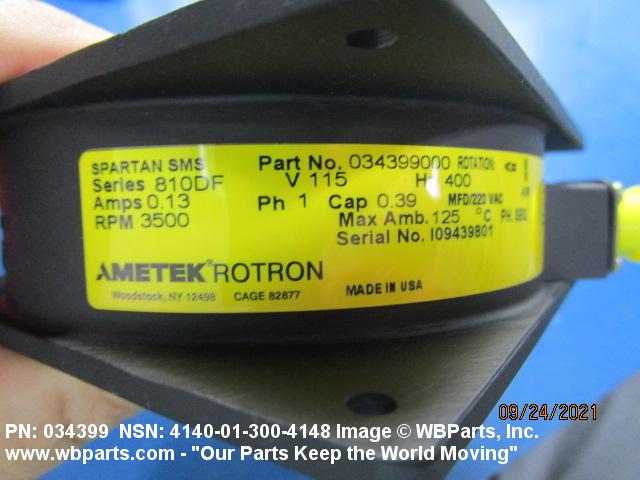 SPARTAN SMS Part No. 034399000 ROTATION:
Series 810DF V 115 Hz 400
Amps 0.13 Ph 1 Cap 0.39 MFD/220 VAC
RPM 3500 Max Amb. 125 °C PH.
Serial No. I09439801
AMETEK® ROTRON
Woodstock, NY 12498 CAGE 82877 MADE IN USA
09/24/2021
PN: 034399 NSN: 4140-01-300-4148 Image © WBParts, Inc.
www.wbparts.com - "Our Parts Keep the World Moving"